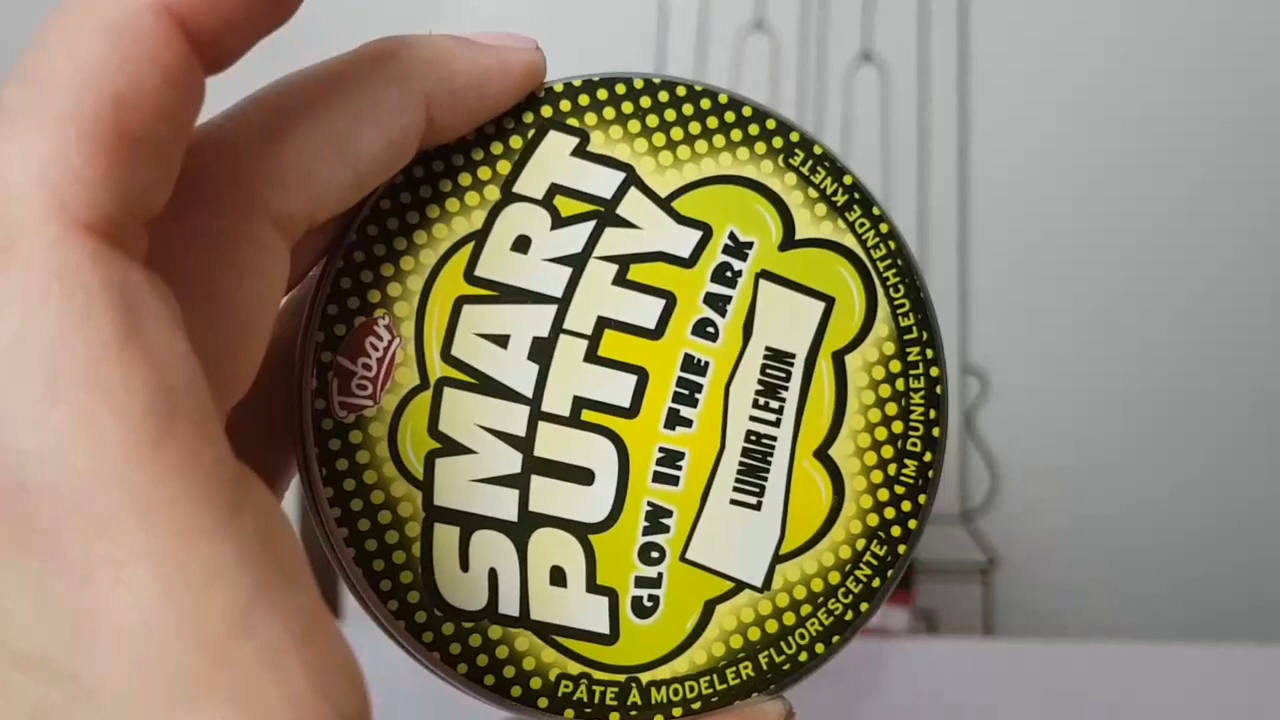 Tobar
SMART
PUTTY
GLOW IN THE DARK
LUNAR LEMON
PÂTE À MODELER FLUORESCENTE
IM DUNKELN LEUCHTENDE KNETE